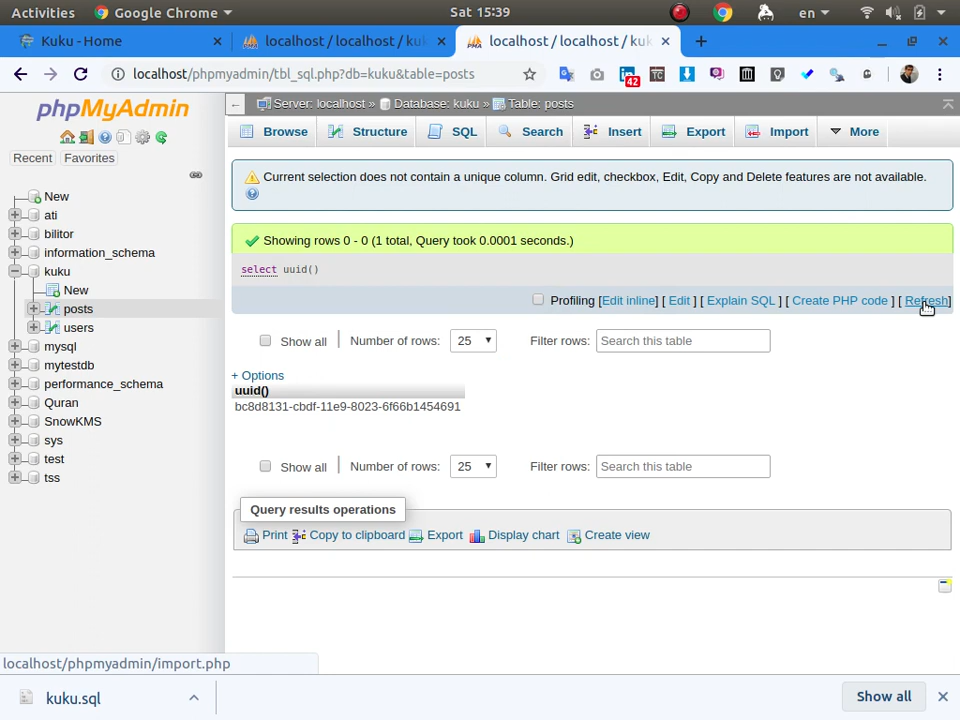 Activities Google Chrome Sat 15:39 en
Kuku - Home localhost / localhost / kuk localhost / localhost / kuk
localhost/phpmyadmin/tbl_sql.php?db=kuku&table=posts 42 TC
phpMyAdmin
Recent Favorites
New
ati
bilitor
information_schema
kuku
New
posts
users
mysql
mytestdb
performance_schema
Quran
SnowKMS
sys
test
tss
Server: localhost » Database: kuku » Table: posts
Browse Structure SQL Search Insert Export Import More
Current selection does not contain a unique column. Grid edit, checkbox, Edit, Copy and Delete features are not available.
Showing rows 0 - 0 (1 total, Query took 0.0001 seconds.)
select uuid()
Profiling [Edit inline] [ Edit ] [ Explain SQL ] [ Create PHP code ] [ Refresh]
Show all Number of rows: 25 Filter rows: Search this table
+ Options
uuid()
bc8d8131-cbdf-11e9-8023-6f66b1454691
Show all Number of rows: 25 Filter rows: Search this table
Query results operations
Print Copy to clipboard Export Display chart Create view
localhost/phpmyadmin/import.php
kuku.sql Show all